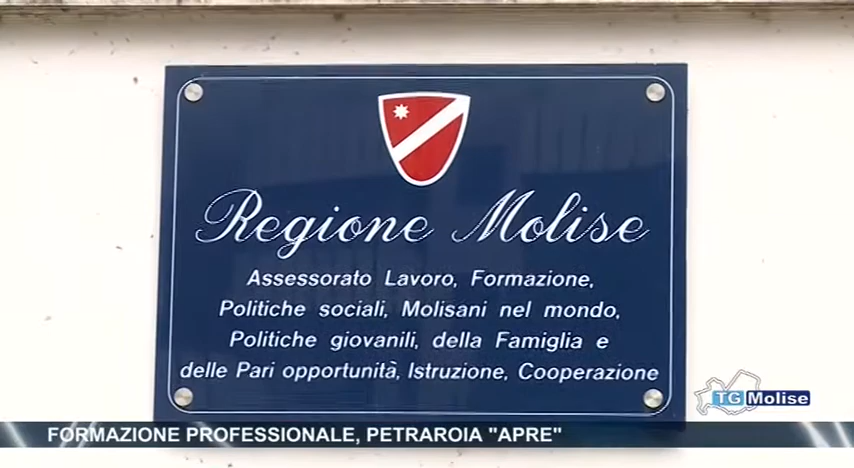 Regione Molise
Assessorato Lavoro, Formazione,
Politiche sociali, Molisani nel mondo,
Politiche giovanili, della Famiglia e
delle Pari opportunità, Istruzione, Cooperazione
TG Molise
FORMAZIONE PROFESSIONALE, PETRAROIA "APRE"